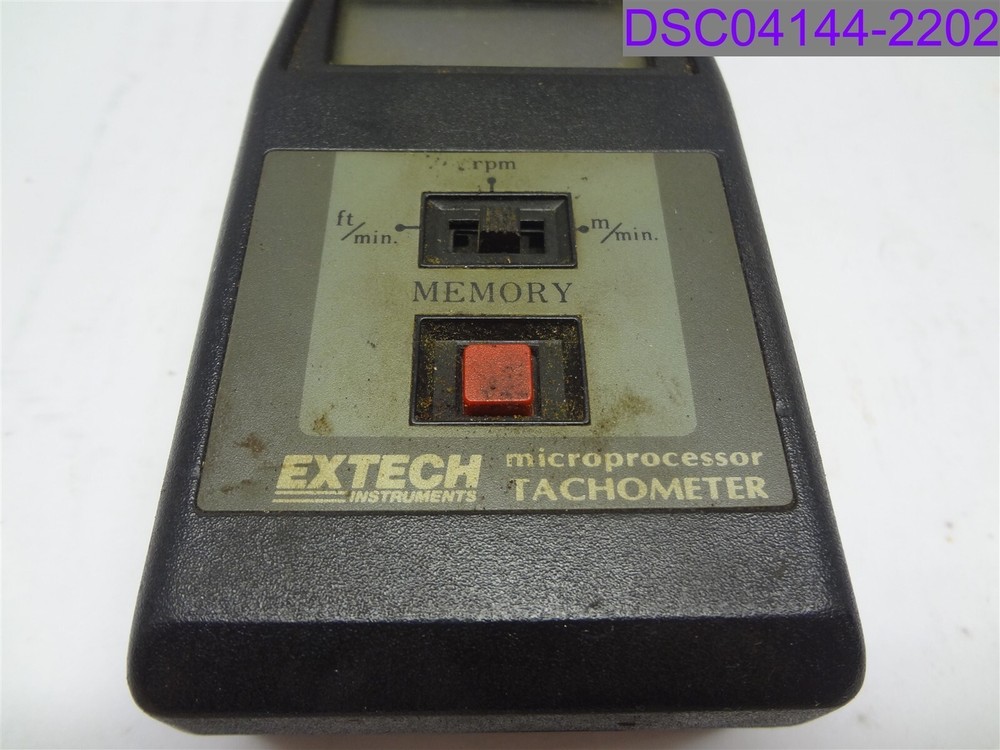 DSC04144-2202
rpm
ft/min.
m/min.
MEMORY
EXTECH
INSTRUMENTS
microprocessor
TACHOMETER